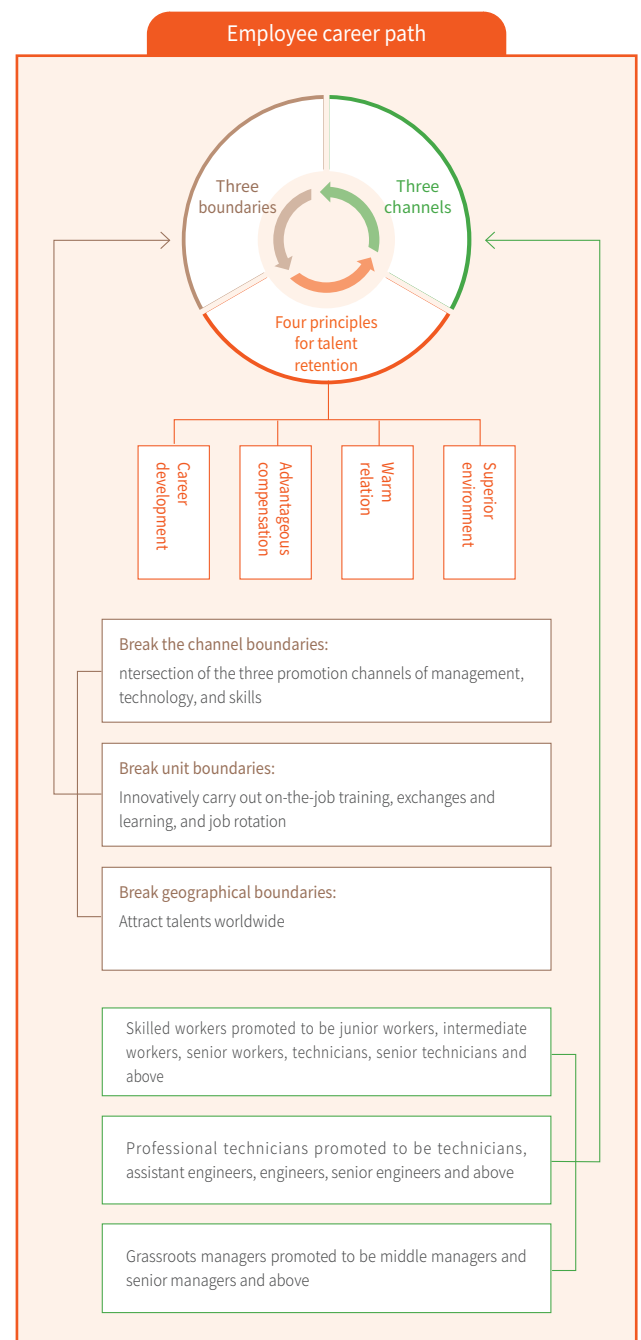 Employee career path
Three
boundaries
Three
channels
Four principles
for talent
retention
Career
development
Advantageous
compensation
Warm
relation
Superior
environment
Break the channel boundaries:
ntersection of the three promotion channels of management,
technology, and skills
Break unit boundaries:
Innovatively carry out on-the-job training, exchanges and
learning, and job rotation
Break geographical boundaries:
Attract talents worldwide
Skilled workers promoted to be junior workers, intermediate
workers, senior workers, technicians, senior technicians and
above
Professional technicians promoted to be technicians,
assistant engineers, engineers, senior engineers and above
Grassroots managers promoted to be middle managers and
senior managers and above